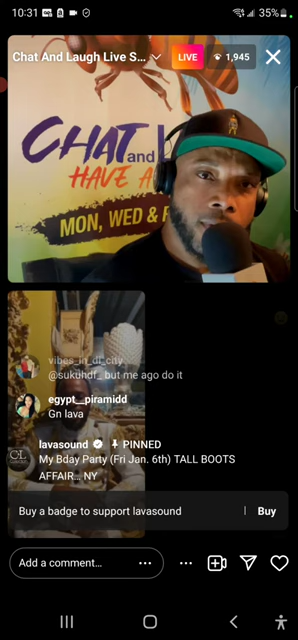 10:31
35%
Chat And Laugh Live S...
LIVE
1,945
CHAT and
HAVE A
MON, WED &
vibes_in_di_city
@sukuhdf_ but me ago do it
egypt__piramidd
Gn lava
lavasound PINNED
My Bday Party (Fri Jan. 6th) TALL BOOTS
AFFAIR... NY
Buy a badge to support lavasound
Buy
Add a comment...